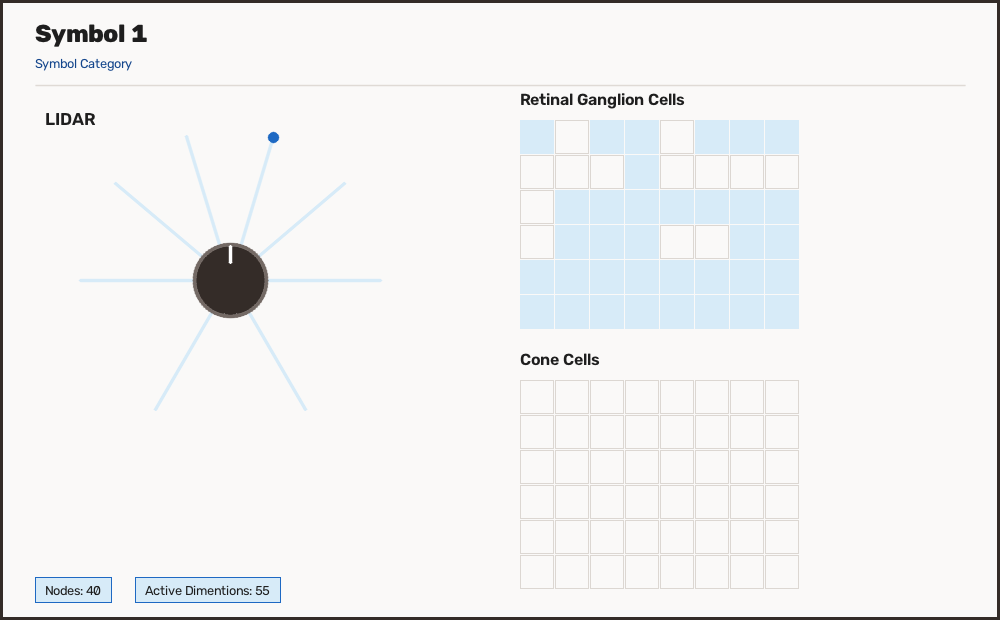 Symbol 1
Symbol Category
LIDAR
Retinal Ganglion Cells
Cone Cells
Nodes: 40
Active Dimentions: 55